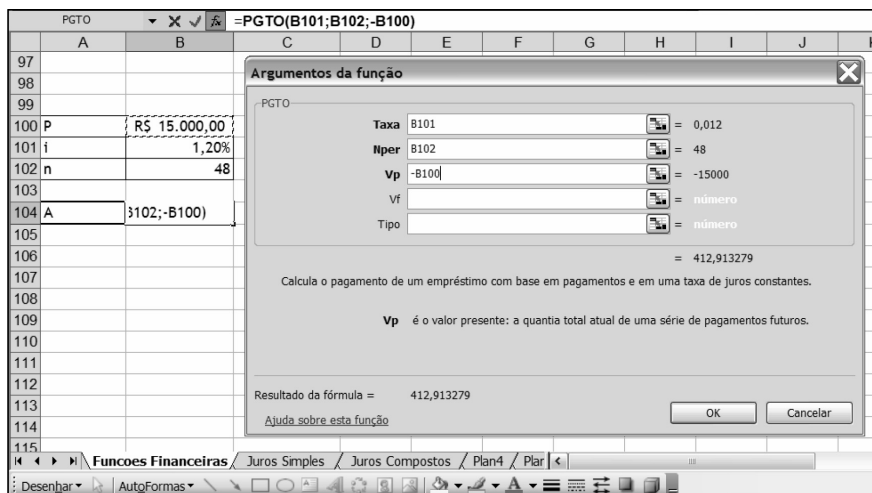 PGTO =PGTO(B101;B102;-B100)
A B C D E F G H I J
97
98
99
100 P R$ 15.000,00
101 i 1,20%
102 n 48
103
104 A B102;-B100)
105
106
107
108
109
110
111
112
113
114
115
Argumentos da função
PGTO
Taxa B101 = 0,012
Nper B102 = 48
Vp -B100 = -15000
Vf = número
Tipo = número
= 412,913279
Calcula o pagamento de um empréstimo com base em pagamentos e em uma taxa de juros constantes.
Vp é o valor presente: a quantia total atual de uma série de pagamentos futuros.
Resultado da fórmula = 412,913279
Ajuda sobre esta função
OK Cancelar
Funcoes Financeiras / Juros Simples / Juros Compostos / Plan4 / Plar
Desenhar AutoFormas